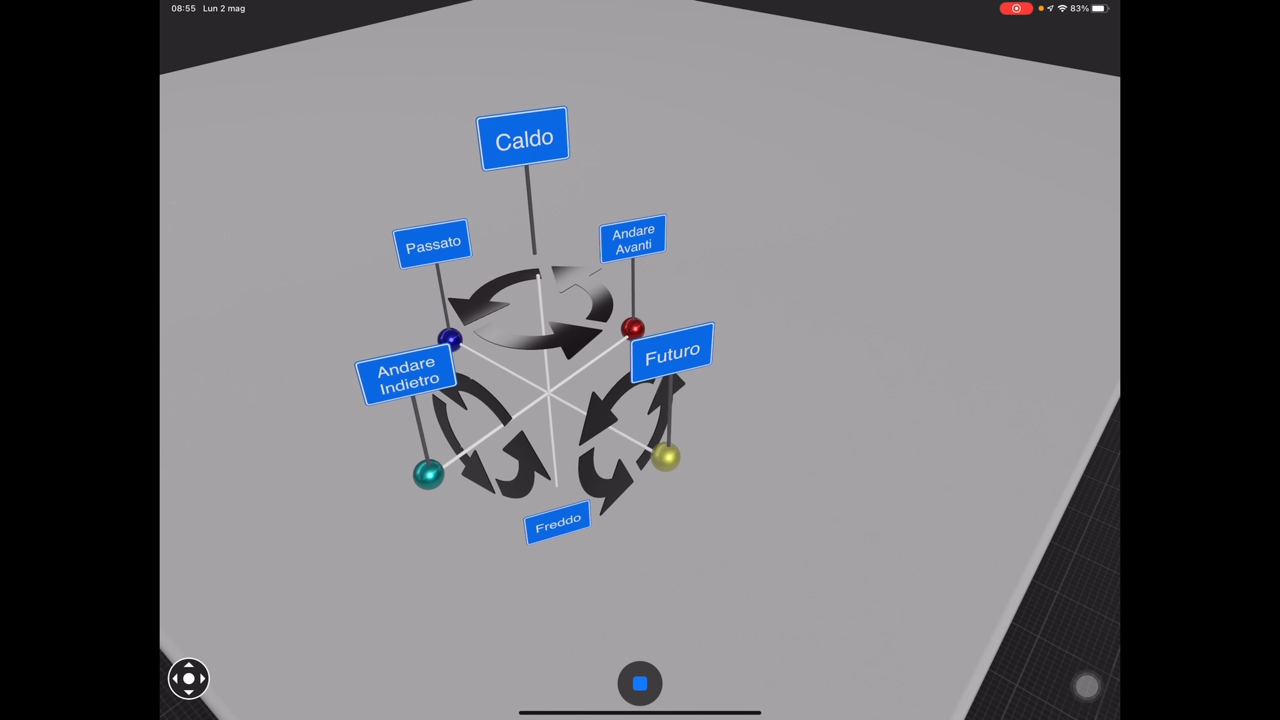 08:55 Lun 2 mag
83%
Caldo
Passato
Andare
Avanti
Andare
Indietro
Futuro
Freddo